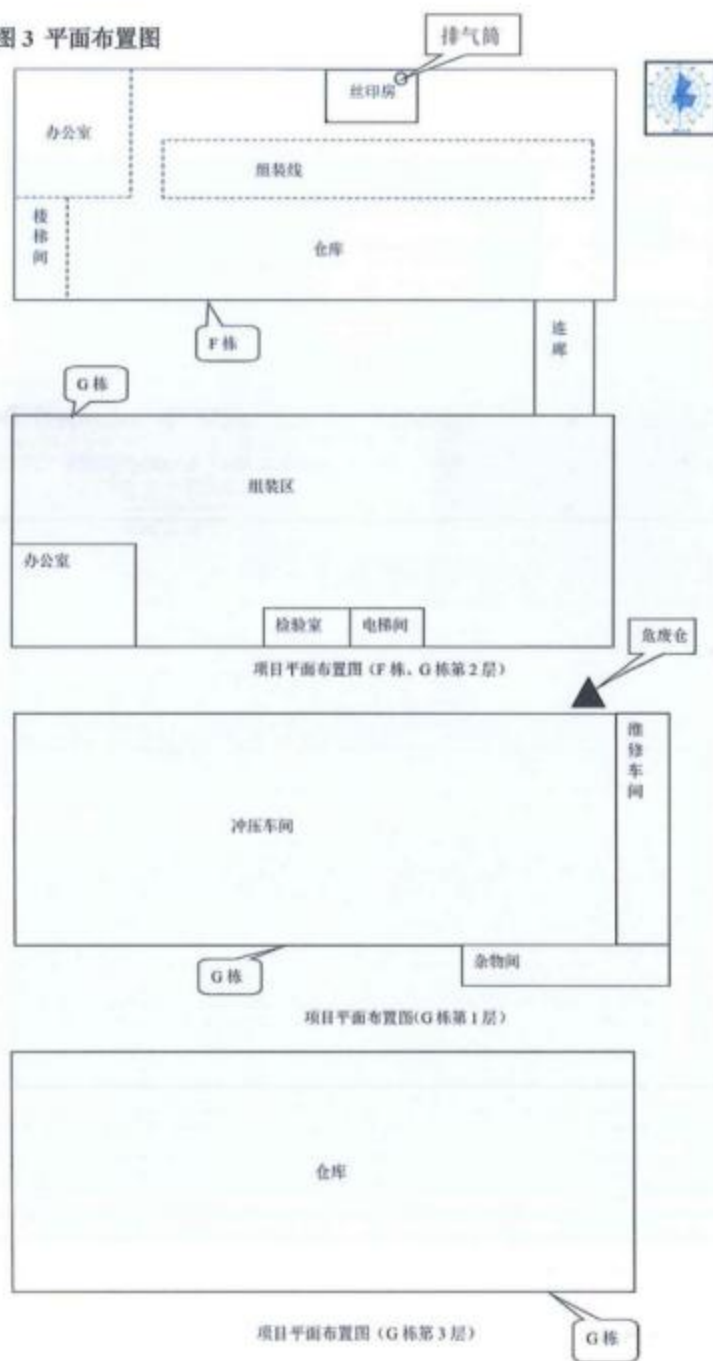 图 3 平面布置图
排气筒
丝印房
办公室
组装线
楼梯间
仓库
连廊
F 栋
G 栋
组装区
办公室
检验室
电梯间
危废仓
项目平面布置图（F 栋、G 栋第 2 层）
维修车间
冲压车间
G 栋
杂物间
项目平面布置图(G 栋第 1 层)
仓库
项目平面布置图（G 栋第 3 层）
G 栋